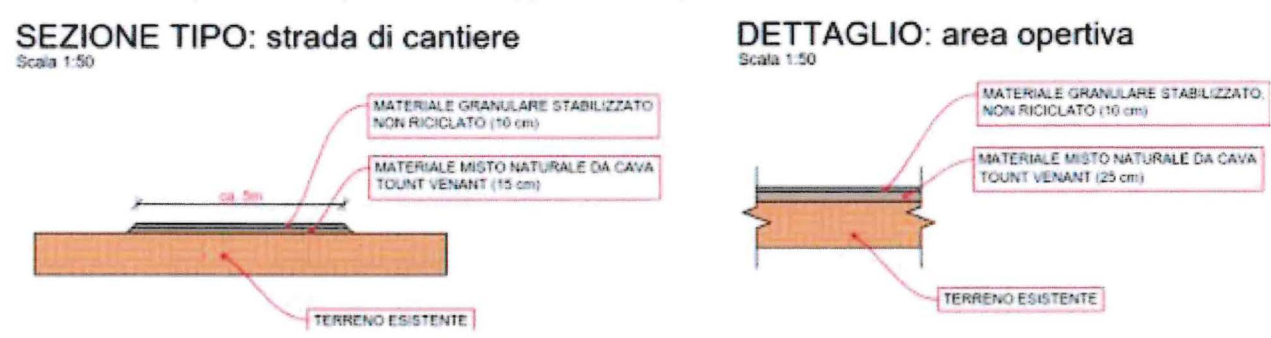 SEZIONE TIPO: strada di cantiere
Scala 1:50
MATERIALE GRANULARE STABILIZZATO
NON RICICLATO (10 cm)
MATERIALE MISTO NATURALE DA CAVA
TOUNT VENANT (15 cm)
ca. 5m
TERRENO ESISTENTE
DETTAGLIO: area opertiva
Scala 1:50
MATERIALE GRANULARE STABILIZZATO,
NON RICICLATO (10 cm)
MATERIALE MISTO NATURALE DA CAVA
TOUNT VENANT (25 cm)
TERRENO ESISTENTE